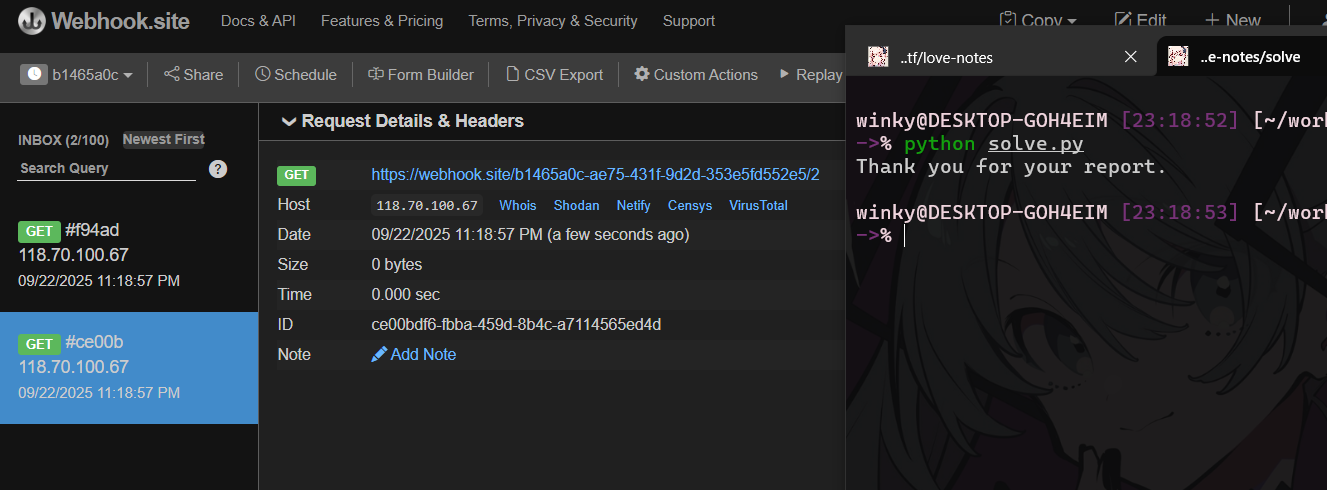 Webhook.site Docs & API Features & Pricing Terms, Privacy & Security Support Copy Edit + New
b1465a0c Share Schedule Form Builder CSV Export Custom Actions Replay
INBOX (2/100) Newest First
Search Query ?
GET #f94ad
118.70.100.67
09/22/2025 11:18:57 PM
GET #ce00b
118.70.100.67
09/22/2025 11:18:57 PM
Request Details & Headers
GET https://webhook.site/b1465a0c-ae75-431f-9d2d-353e5fd552e5/2
Host 118.70.100.67 Whois Shodan Netify Censys VirusTotal
Date 09/22/2025 11:18:57 PM (a few seconds ago)
Size 0 bytes
Time 0.000 sec
ID ce00bdf6-fbba-459d-8b4c-a7114565ed4d
Note Add Note
..tf/love-notes ..e-notes/solve
winky@DESKTOP-GOH4EIM [23:18:52] [~/work
->% python solve.py
Thank you for your report.
winky@DESKTOP-GOH4EIM [23:18:53] [~/work
->%